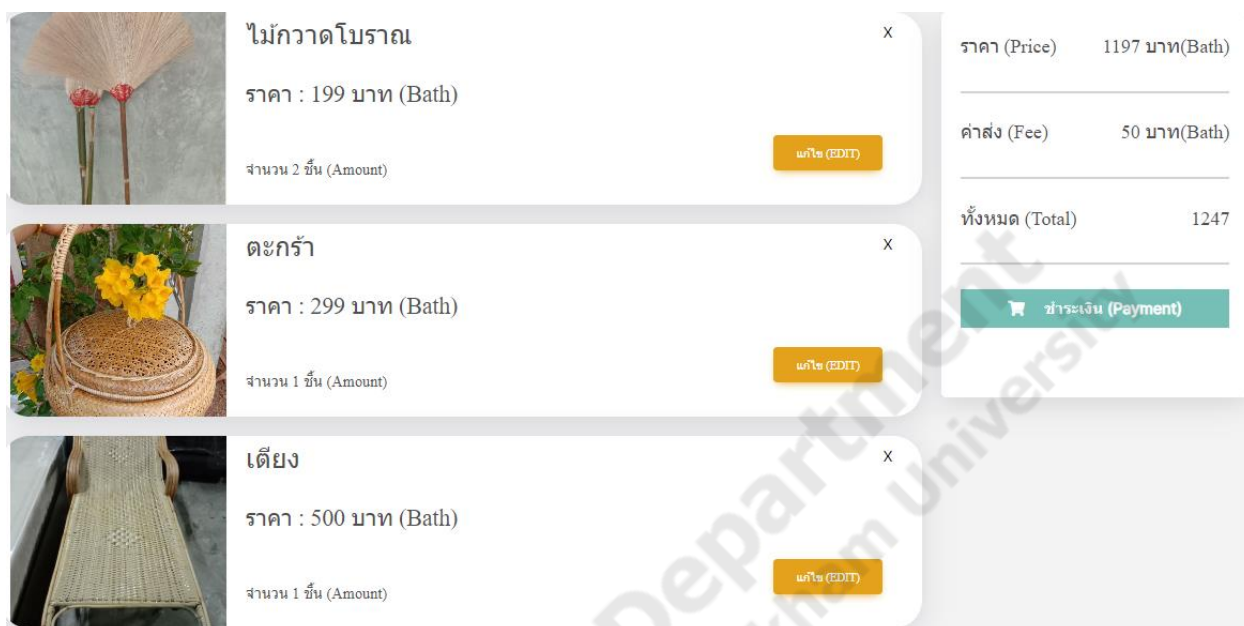 ไม้กวาดโบราณ
X
ราคา : 199 บาท (Bath)
แก้ไข (EDIT)
จำนวน 2 ชิ้น (Amount)
ตะกร้า
X
ราคา : 299 บาท (Bath)
แก้ไข (EDIT)
จำนวน 1 ชิ้น (Amount)
เตียง
X
ราคา : 500 บาท (Bath)
แก้ไข (EDIT)
จำนวน 1 ชิ้น (Amount)
ราคา (Price) 1197 บาท(Bath)
ค่าส่ง (Fee) 50 บาท(Bath)
ทั้งหมด (Total) 1247
ชำระเงิน (Payment)
Department
University